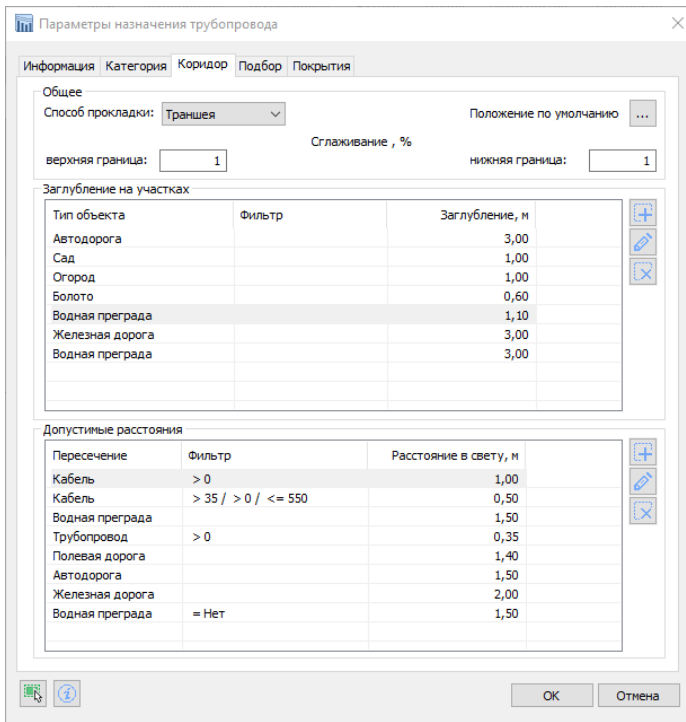 Параметры назначения трубопровода
Информация Категория Коридор Подбор Покрытия
Общее
Способ прокладки: Траншея Положение по умолчанию ...
Сглаживание , %
верхняя граница: 1 нижняя граница: 1
Заглубление на участках
Тип объекта Фильтр Заглубление, м
Автодорога 3,00
Сад 1,00
Огород 1,00
Болото 0,60
Водная преграда 1,10
Железная дорога 3,00
Водная преграда 3,00
Допустимые расстояния
Пересечение Фильтр Расстояние в свету, м
Кабель > 0 1,00
Кабель > 35 / > 0 / <= 550 0,50
Водная преграда 1,50
Трубопровод > 0 0,35
Полевая дорога 1,40
Автодорога 1,50
Железная дорога 2,00
Водная преграда = Нет 1,50
OK Отмена